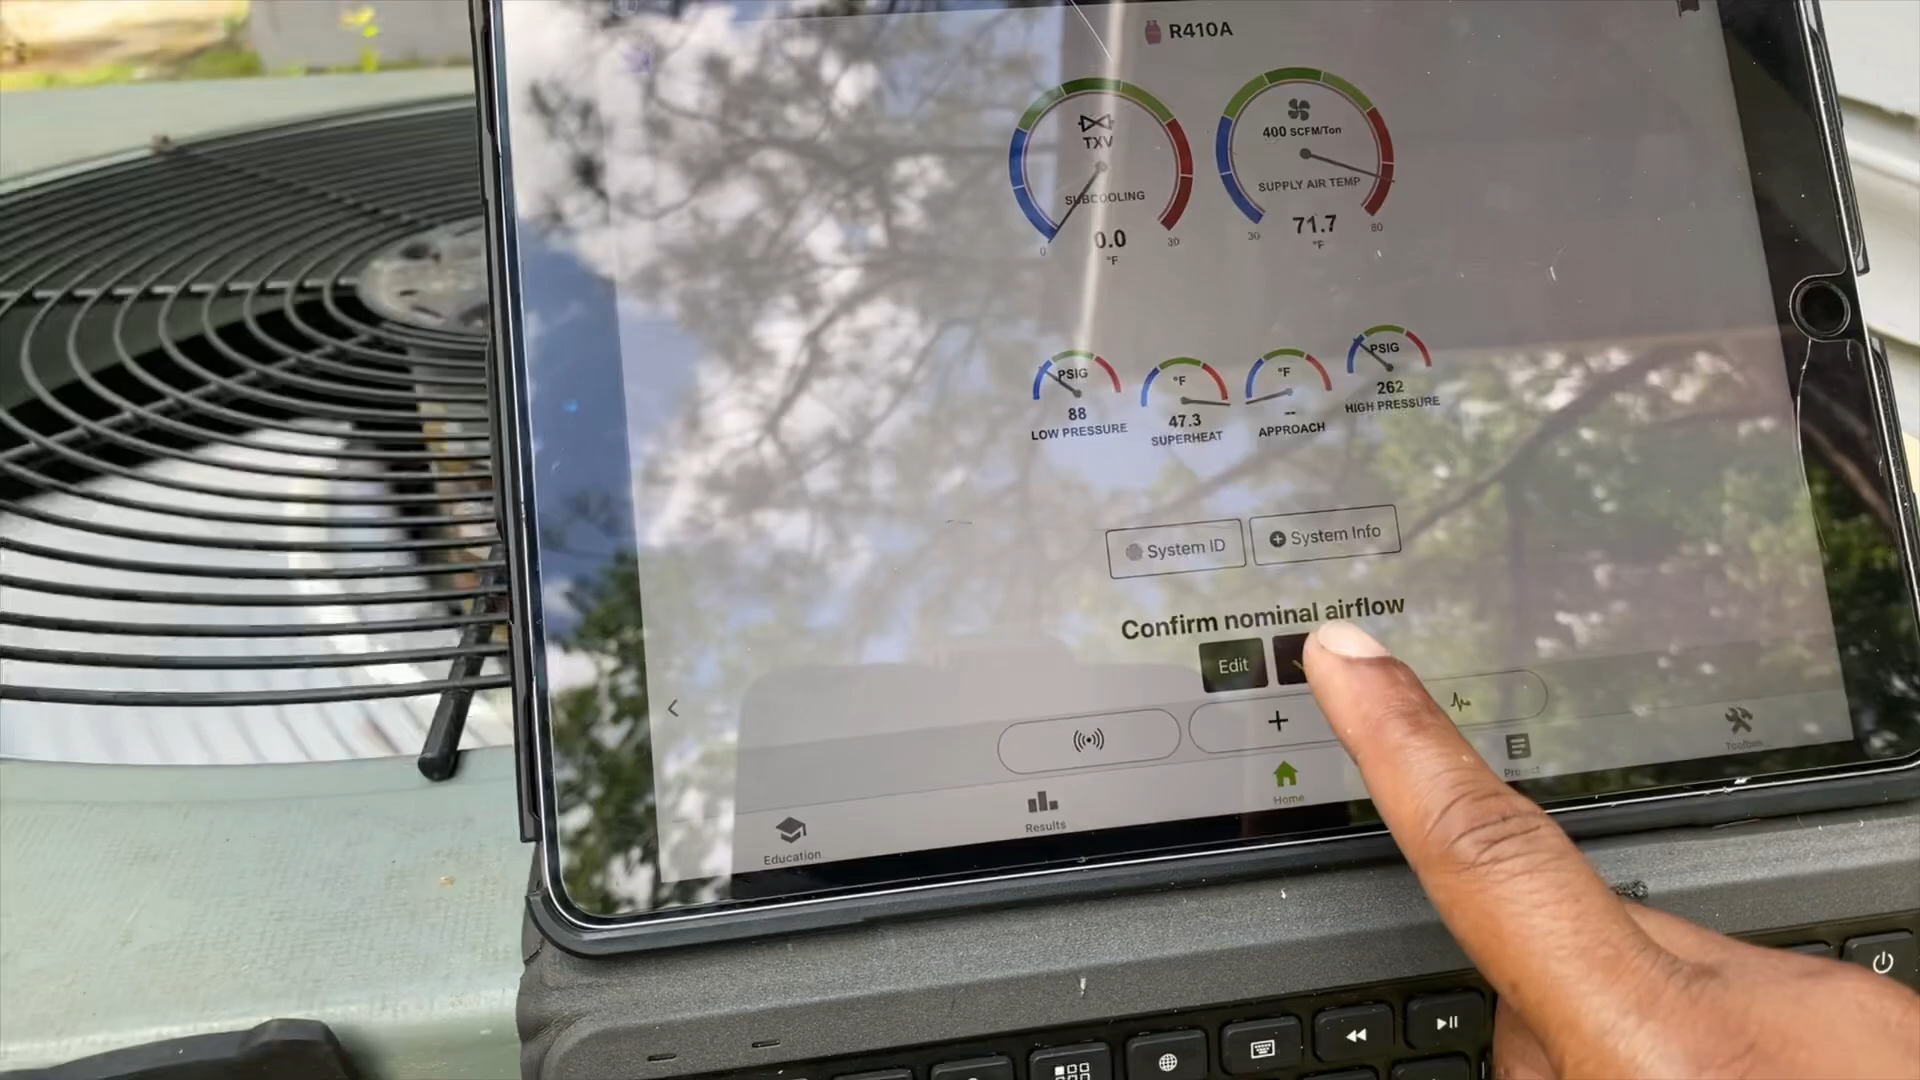 R410A
TXV
SUBCOOLING
0
0.0
30
°F
400 SCFM/Ton
SUPPLY AIR TEMP
30
71.7
80
°F
PSIG
88
LOW PRESSURE
°F
47.3
SUPERHEAT
°F
--
APPROACH
PSIG
262
HIGH PRESSURE
System ID
System Info
Confirm nominal airflow
Edit
Education
Results
Home
Toolbox